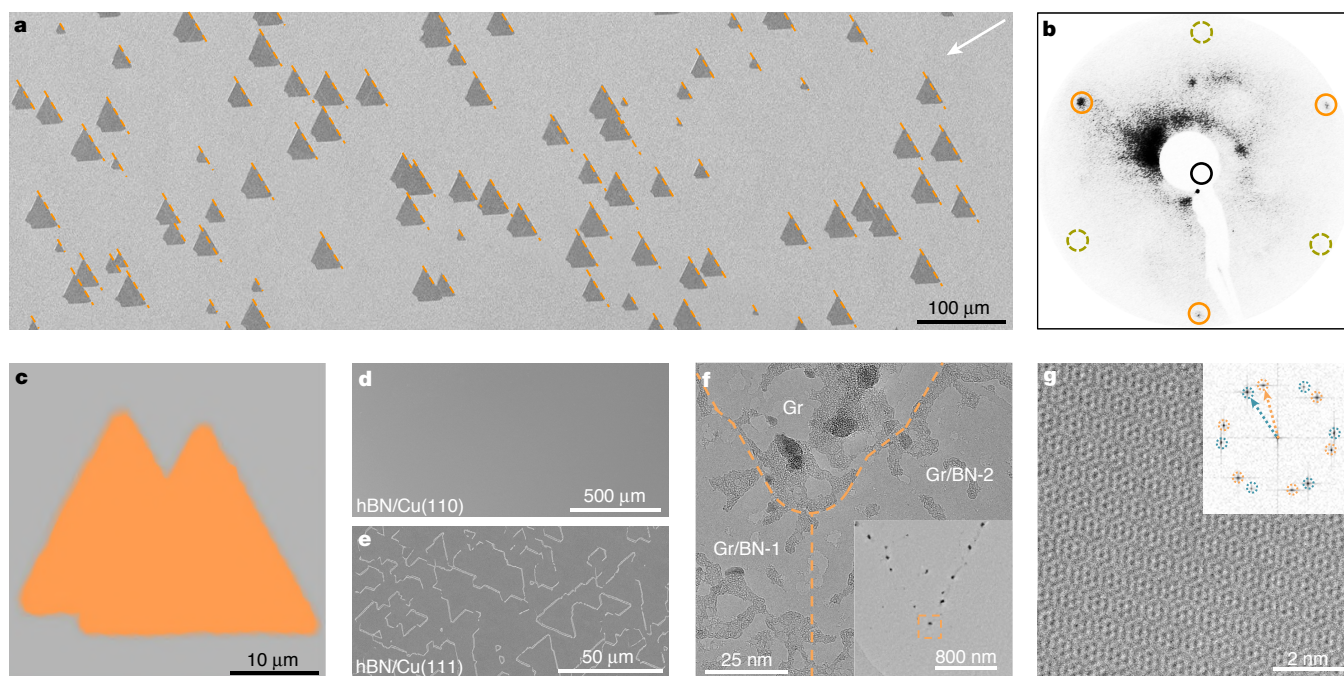 a
100 μm
b
c
10 μm
d
hBN/Cu(110)
500 μm
e
hBN/Cu(111)
50 μm
f
Gr
Gr/BN-2
Gr/BN-1
25 nm
800 nm
g
2 nm